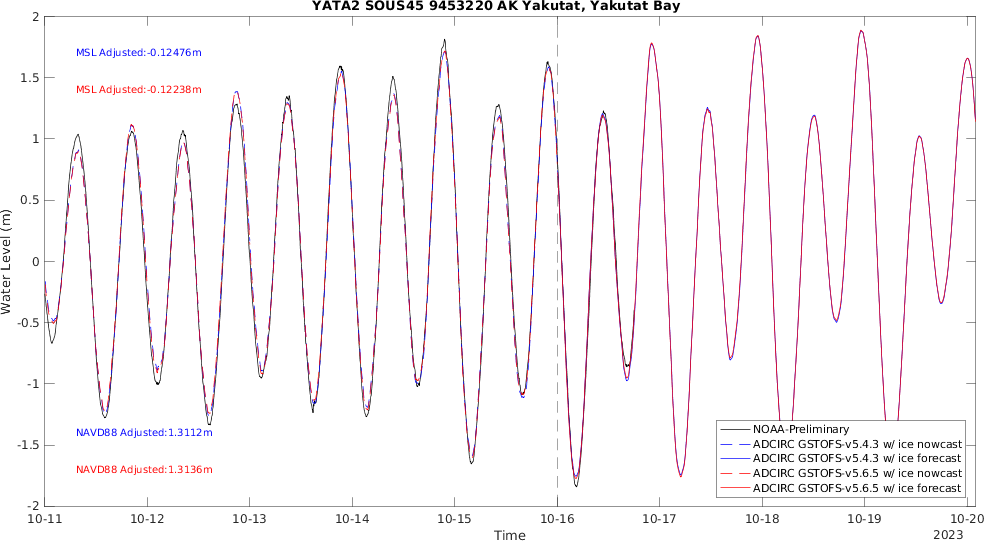 YATA2 SOUS45 9453220 AK Yakutat, Yakutat Bay
2
1.5
1
0.5
0
-0.5
-1
-1.5
-2
Water Level (m)
MSL Adjusted:-0.12476m
MSL Adjusted:-0.12238m
NAVD88 Adjusted:1.3112m
NAVD88 Adjusted:1.3136m
NOAA-Preliminary
ADCIRC GSTOFS-v5.4.3 w/ ice nowcast
ADCIRC GSTOFS-v5.4.3 w/ ice forecast
ADCIRC GSTOFS-v5.6.5 w/ ice nowcast
ADCIRC GSTOFS-v5.6.5 w/ ice forecast
10-11 10-12 10-13 10-14 10-15 10-16 10-17 10-18 10-19 10-20
Time
2023